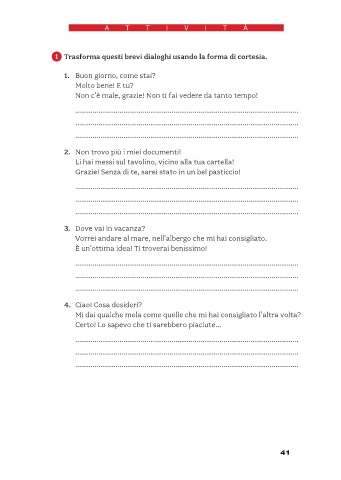 ATTIVITÀ
1 Trasforma questi brevi dialoghi usando la forma di cortesia.
1. Buon giorno, come stai?
Molto bene! E tu?
Non c'è male, grazie! Non ti fai vedere da tanto tempo!
2. Non trovo più i miei documenti!
Li hai messi sul tavolino, vicino alla tua cartella!
Grazie! Senza di te, sarei stato in un bel pasticcio!
3. Dove vai in vacanza?
Vorrei andare al mare, nell'albergo che mi hai consigliato.
È un'ottima idea! Ti troverai benissimo!
4. Ciao! Cosa desideri?
Mi dai qualche mela come quelle che mi hai consigliato l'altra volta?
Certo! Lo sapevo che ti sarebbero piaciute...
41